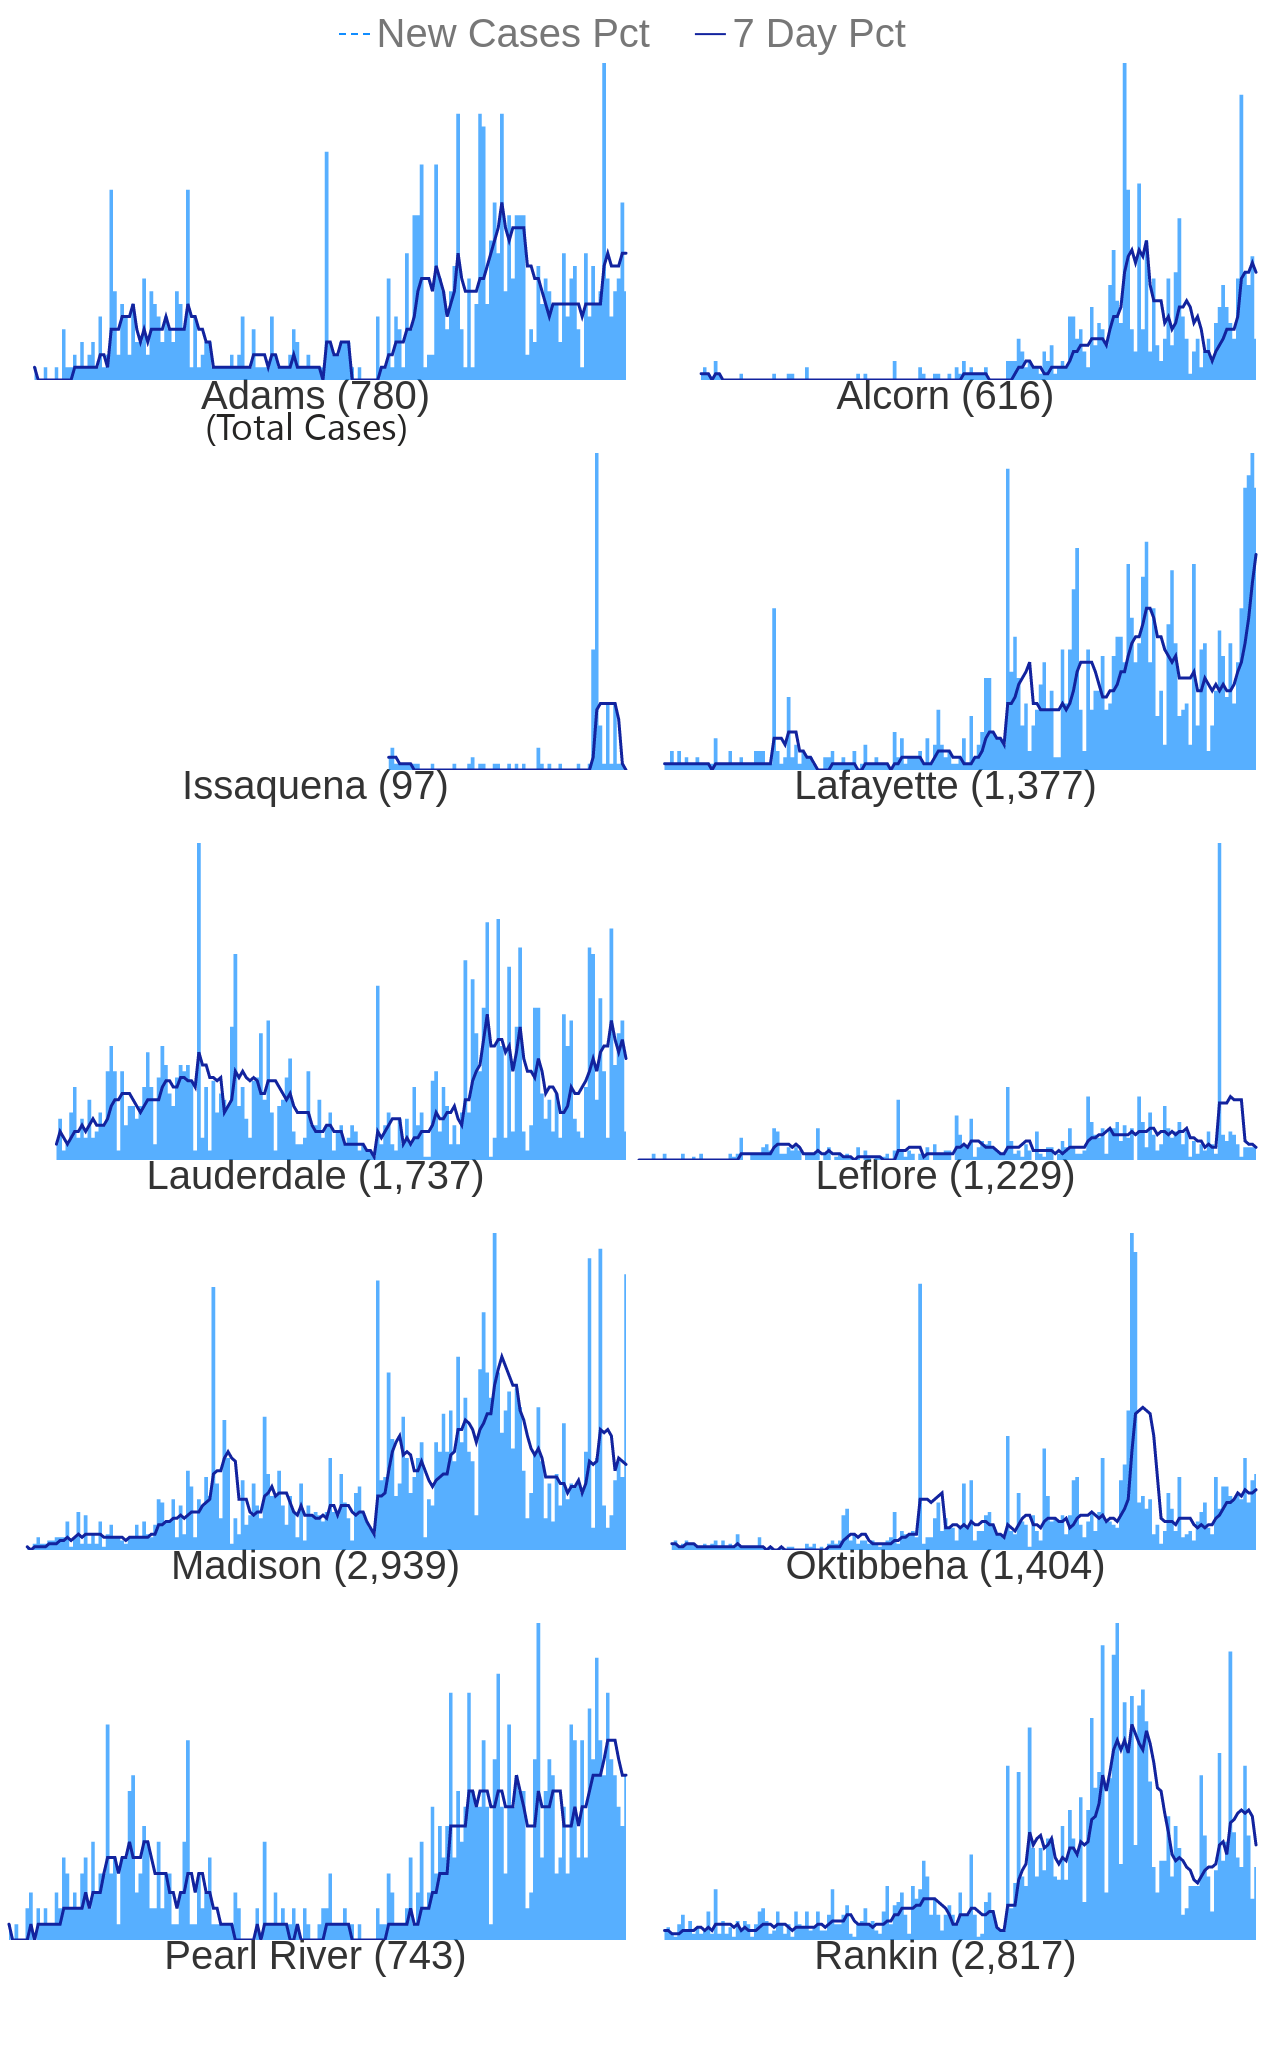 New Cases Pct 7 Day Pct
Adams (780) Alcorn (616)
(Total Cases)
Issaquena (97) Lafayette (1,377)
Lauderdale (1,737) Leflore (1,229)
Madison (2,939) Oktibbeha (1,404)
Pearl River (743) Rankin (2,817)